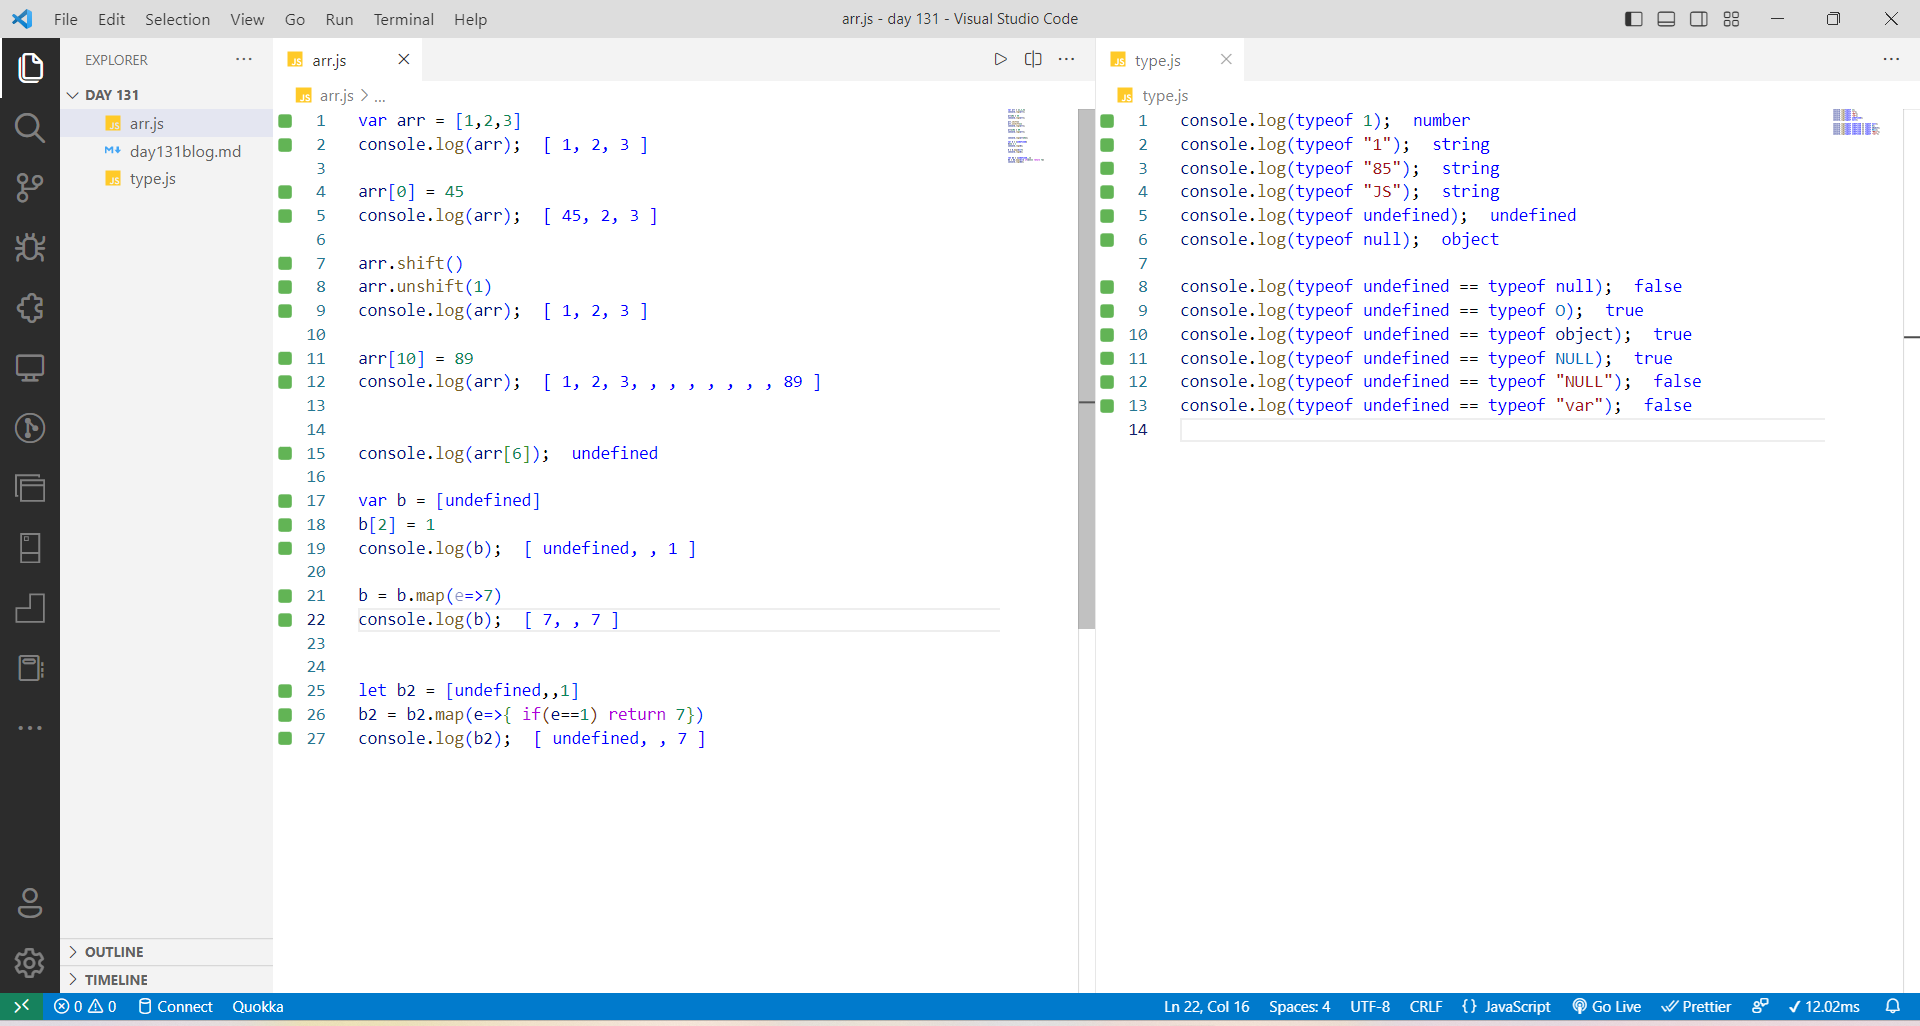 File Edit Selection View Go Run Terminal Help
arr.js - day 131 - Visual Studio Code
EXPLORER
DAY 131
arr.js
day131blog.md
type.js
OUTLINE
TIMELINE
arr.js
arr.js > ...
1 var arr = [1,2,3]
2 console.log(arr); [ 1, 2, 3 ]
3
4 arr[0] = 45
5 console.log(arr); [ 45, 2, 3 ]
6
7 arr.shift()
8 arr.unshift(1)
9 console.log(arr); [ 1, 2, 3 ]
10
11 arr[10] = 89
12 console.log(arr); [ 1, 2, 3, , , , , , , , 89 ]
13
14
15 console.log(arr[6]); undefined
16
17 var b = [undefined]
18 b[2] = 1
19 console.log(b); [ undefined, , 1 ]
20
21 b = b.map(e=>7)
22 console.log(b); [ 7, , 7 ]
23
24
25 let b2 = [undefined,,1]
26 b2 = b2.map(e=>{ if(e==1) return 7})
27 console.log(b2); [ undefined, , 7 ]
type.js
type.js
1 console.log(typeof 1); number
2 console.log(typeof "1"); string
3 console.log(typeof "85"); string
4 console.log(typeof "JS"); string
5 console.log(typeof undefined); undefined
6 console.log(typeof null); object
7
8 console.log(typeof undefined == typeof null); false
9 console.log(typeof undefined == typeof O); true
10 console.log(typeof undefined == typeof object); true
11 console.log(typeof undefined == typeof NULL); true
12 console.log(typeof undefined == typeof "NULL"); false
13 console.log(typeof undefined == typeof "var"); false
14
0 0 Connect Quokka
Ln 22, Col 16 Spaces: 4 UTF-8 CRLF {} JavaScript Go Live Prettier 12.02ms